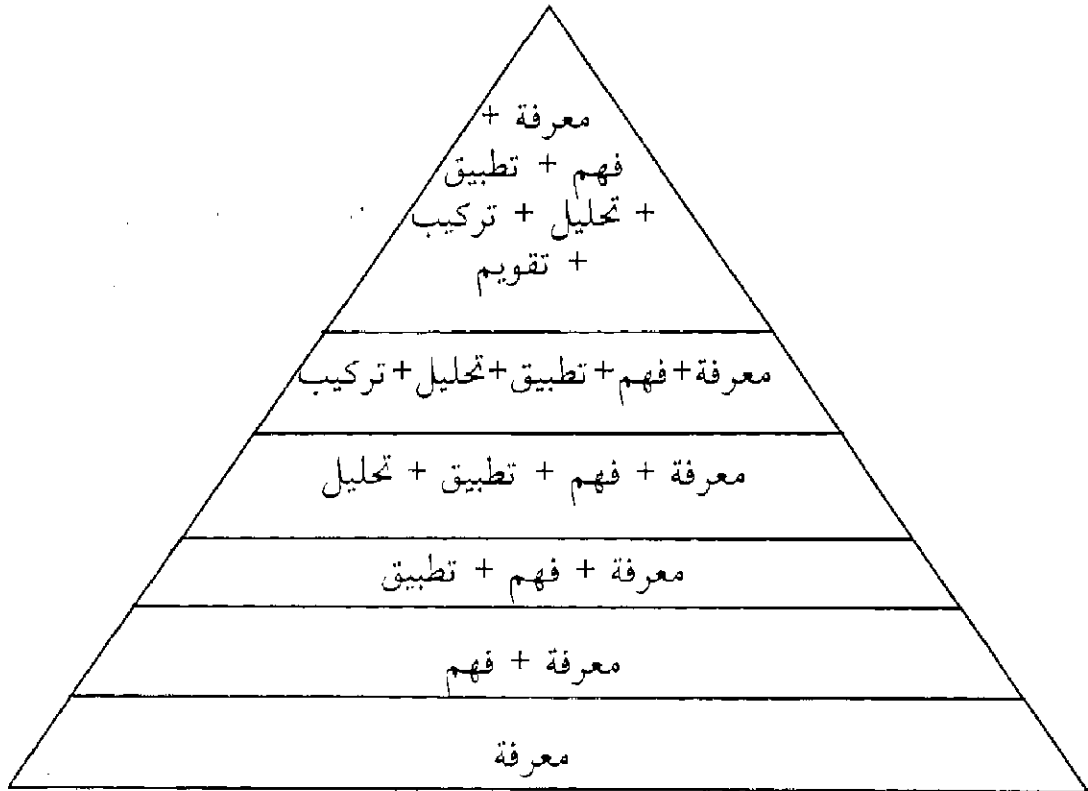 معرفة +
فهم + تطبيق
+ تحليل + تركيب
+ تقويم
معرفة+فهم+تطبيق+تحليل+تركيب
معرفة + فهم + تطبيق + تحليل
معرفة + فهم + تطبيق
معرفة + فهم
معرفة